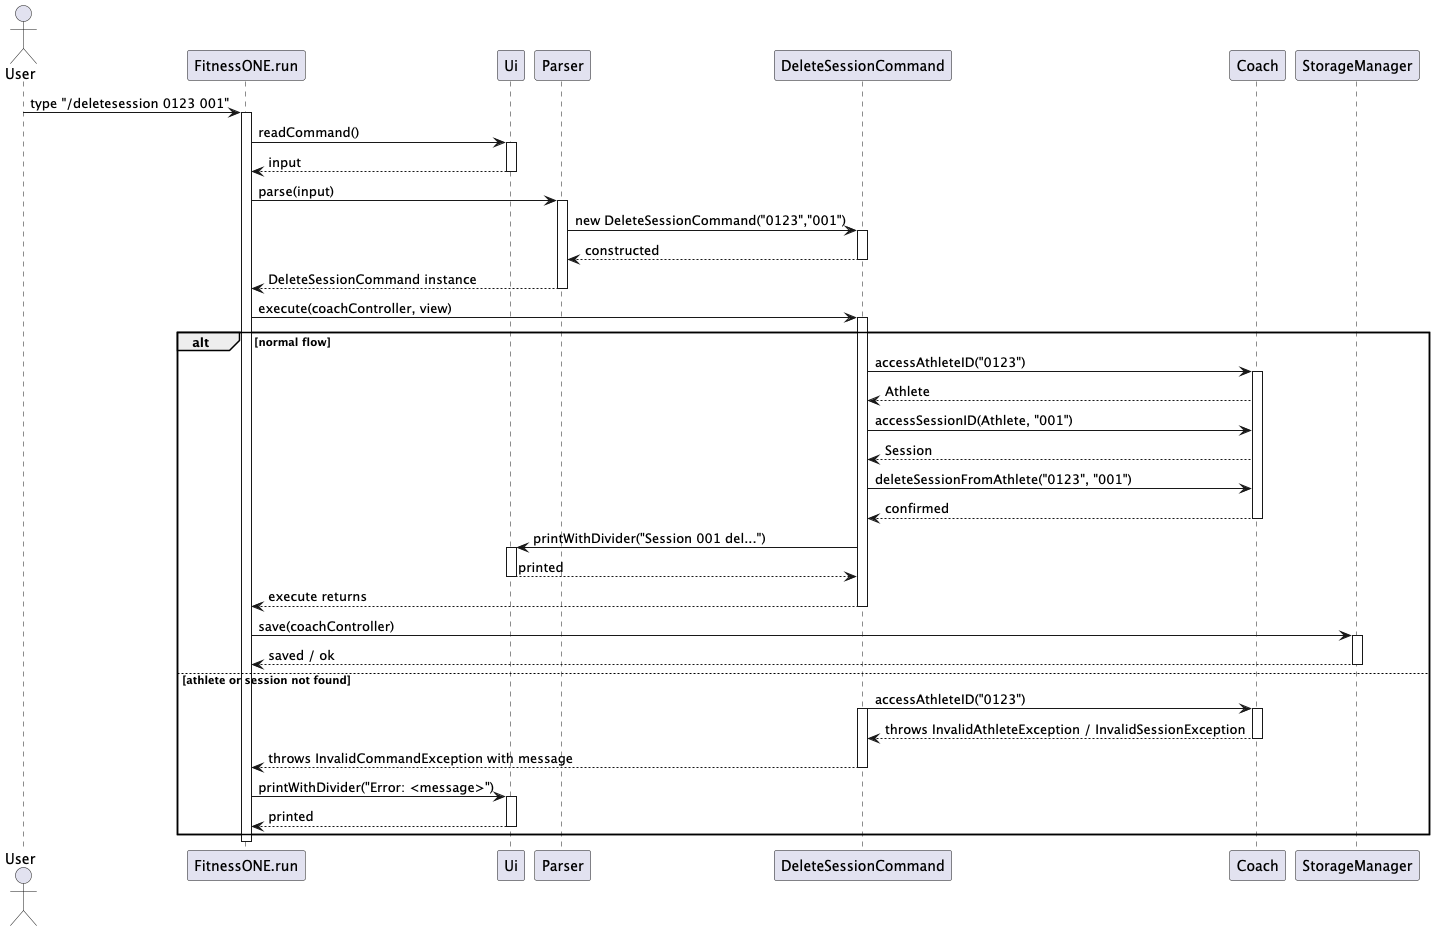 User
FitnessONE.run
Ui
Parser
DeleteSessionCommand
Coach
StorageManager
type "/deletesession 0123 001"
readCommand()
input
parse(input)
new DeleteSessionCommand("0123","001")
constructed
DeleteSessionCommand instance
execute(coachController, view)
alt
[normal flow]
accessAthleteID("0123")
Athlete
accessSessionID(Athlete, "001")
Session
deleteSessionFromAthlete("0123", "001")
confirmed
printWithDivider("Session 001 del...")
printed
execute returns
save(coachController)
saved / ok
[athlete or session not found]
accessAthleteID("0123")
throws InvalidAthleteException / InvalidSessionException
throws InvalidCommandException with message
printWithDivider("Error: <message>")
printed
User
FitnessONE.run
Ui
Parser
DeleteSessionCommand
Coach
StorageManager